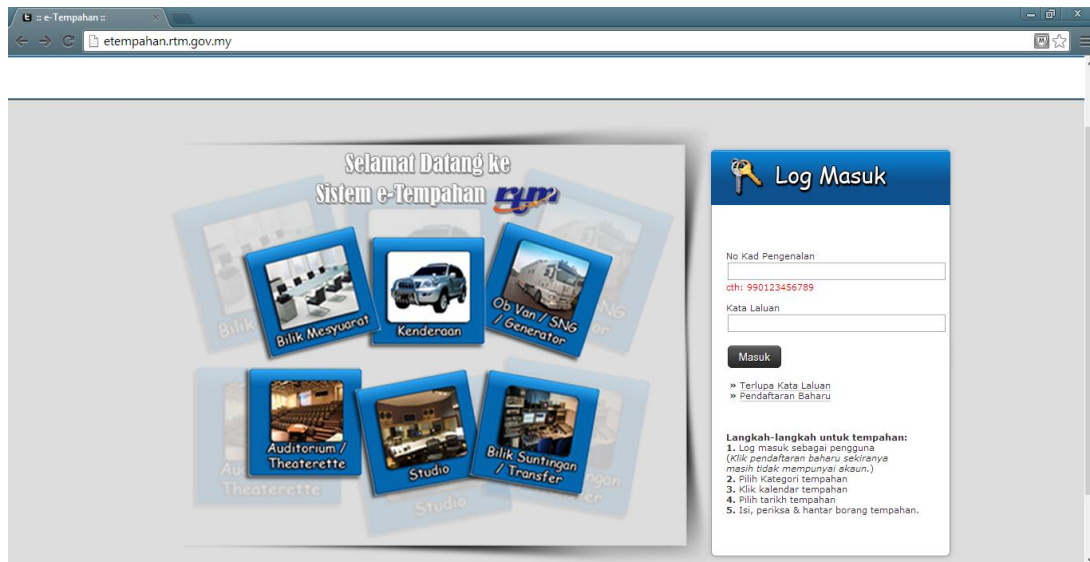 :: e-Tempahan ::
etempahan.rtm.gov.my
Selamat Datang ke
Sistem e-Tempahan rtm
Bilik Mesyuarat
Kenderaan
Ob Van / SNG
/ Generator
Auditorium /
Theaterette
Studio
Bilik Suntingan
/ Transfer
Log Masuk
No Kad Pengenalan
cth: 990123456789
Kata Laluan
Masuk
» Terlupa Kata Laluan
» Pendaftaran Baharu
Langkah-langkah untuk tempahan:
1. Log masuk sebagai pengguna
(Klik pendaftaran baharu sekiranya
masih tidak mempunyai akaun.)
2. Pilih Kategori tempahan
3. Klik kalendar tempahan
4. Pilih tarikh tempahan
5. Isi, periksa & hantar borang tempahan.